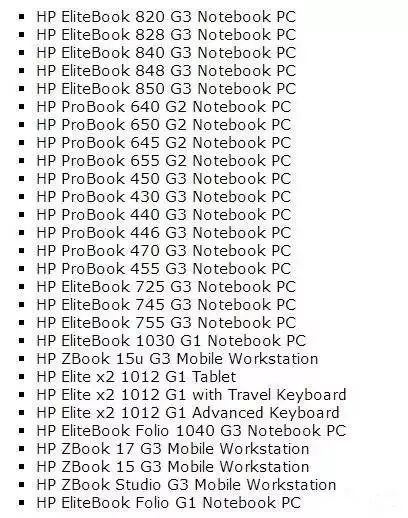 ▪ HP EliteBook 820 G3 Notebook PC
▪ HP EliteBook 828 G3 Notebook PC
▪ HP EliteBook 840 G3 Notebook PC
▪ HP EliteBook 848 G3 Notebook PC
▪ HP EliteBook 850 G3 Notebook PC
▪ HP ProBook 640 G2 Notebook PC
▪ HP ProBook 650 G2 Notebook PC
▪ HP ProBook 645 G2 Notebook PC
▪ HP ProBook 655 G2 Notebook PC
▪ HP ProBook 450 G3 Notebook PC
▪ HP ProBook 430 G3 Notebook PC
▪ HP ProBook 440 G3 Notebook PC
▪ HP ProBook 446 G3 Notebook PC
▪ HP ProBook 470 G3 Notebook PC
▪ HP ProBook 455 G3 Notebook PC
▪ HP EliteBook 725 G3 Notebook PC
▪ HP EliteBook 745 G3 Notebook PC
▪ HP EliteBook 755 G3 Notebook PC
▪ HP EliteBook 1030 G1 Notebook PC
▪ HP ZBook 15u G3 Mobile Workstation
▪ HP Elite x2 1012 G1 Tablet
▪ HP Elite x2 1012 G1 with Travel Keyboard
▪ HP Elite x2 1012 G1 Advanced Keyboard
▪ HP EliteBook Folio 1040 G3 Notebook PC
▪ HP ZBook 17 G3 Mobile Workstation
▪ HP ZBook 15 G3 Mobile Workstation
▪ HP ZBook Studio G3 Mobile Workstation
▪ HP EliteBook Folio G1 Notebook PC